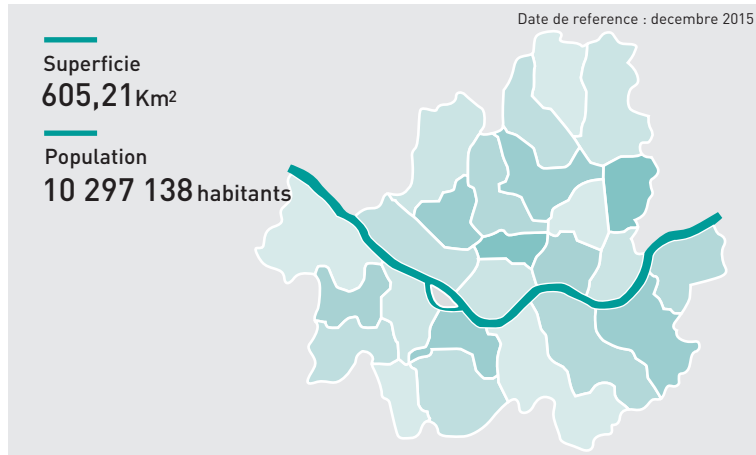 Date de reference : decembre 2015
Superficie
605,21Km²
Population
10 297 138 habitants